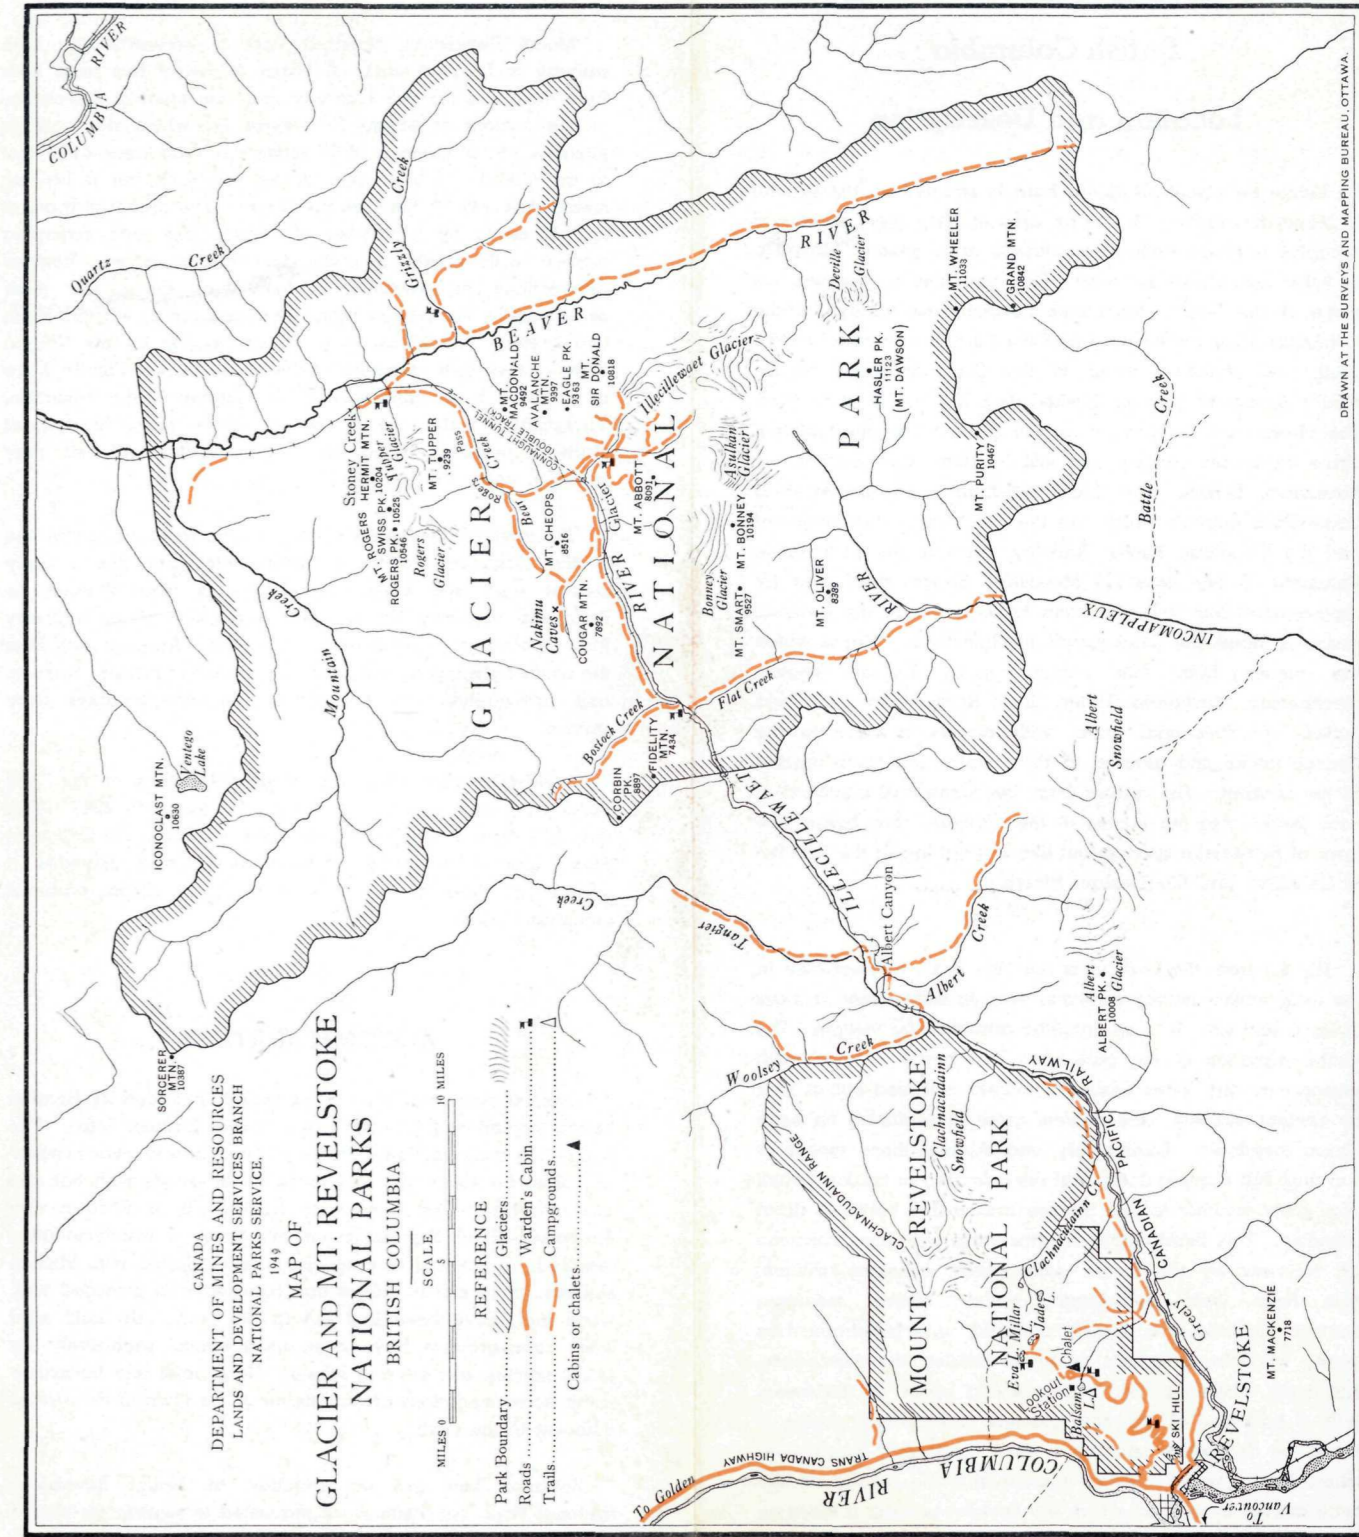 CANADA
DEPARTMENT OF MINES AND RESOURCES
LANDS AND DEVELOPMENT SERVICES BRANCH
NATIONAL PARKS SERVICE.
1949
MAP OF
GLACIER AND MT REVELSTOKE
NATIONAL PARKS
BRITISH COLUMBIA
SCALE
MILES 0 5 10 MILES
REFERENCE
Park Boundary
Glaciers
Roads
Warden's Cabin
Trails
Campgrounds
Cabins or chalets
SORCERER
MTN.
10387
ICONOCLAST MTN.
10630
Ventego
Lake
Mountain
Creek
COLUMBIA
RIVER
Quartz
Creek
Grizzly
Creek
BEAVER
RIVER
Stoney Creek
HERMIT MTN.
10204
MT. ROGERS
SWISS PK.
10525
ROGERS PK.
10546
Tupper
Glacier
Rogers
Glacier
MT. TUPPER
9239
Rogers
Pass
CONNAUGHT TUNNEL
(DOUBLE TRACK)
MT.
MACDONALD
9492
AVALANCHE
MTN.
9397
EAGLE PK.
9363
MT.
SIR DONALD
10818
GLACIER
NATIONAL
PARK
Bear
Creek
MT. CHEOPS
8516
Nakimu
Caves
COUGAR MTN.
7892
Glacier
MT. ABBOTT
8091
Illecillewaet Glacier
Asulkan
Glacier
Bonney
Glacier
MT. BONNEY
10194
MT. SMART
9527
MT. OLIVER
8389
Deville
Glacier
HASLER PK.
11123
(MT. DAWSON)
MT. WHEELER
11033
GRAND MTN.
10842
MT. PURITY
10467
Battle
Creek
INCOMAPPLEUX
RIVER
Flat Creek
Bostock Creek
CORBIN
PK.
8897
FIDELITY
MTN.
7434
ILLECILLEWAET
RIVER
Tangier
Creek
Albert Canyon
Albert
Creek
Albert
Snowfield
Albert
Glacier
ALBERT PK.
10008
Woolsey
Creek
CLACHNACUDAINN RANGE
Clachnacudainn
Snowfield
MOUNT REVELSTOKE
NATIONAL PARK
Clachnacudainn C.
CANADIAN PACIFIC RAILWAY
Greely
Eva
Millar
Jade L.
Chalet
Lookout
Station
Balsam
L.
SKI HILL
REVELSTOKE
MT. MACKENZIE
7718
TRANS CANADA HIGHWAY
COLUMBIA
RIVER
To Golden
To
Vancouver
DRAWN AT THE SURVEYS AND MAPPING BUREAU, OTTAWA.